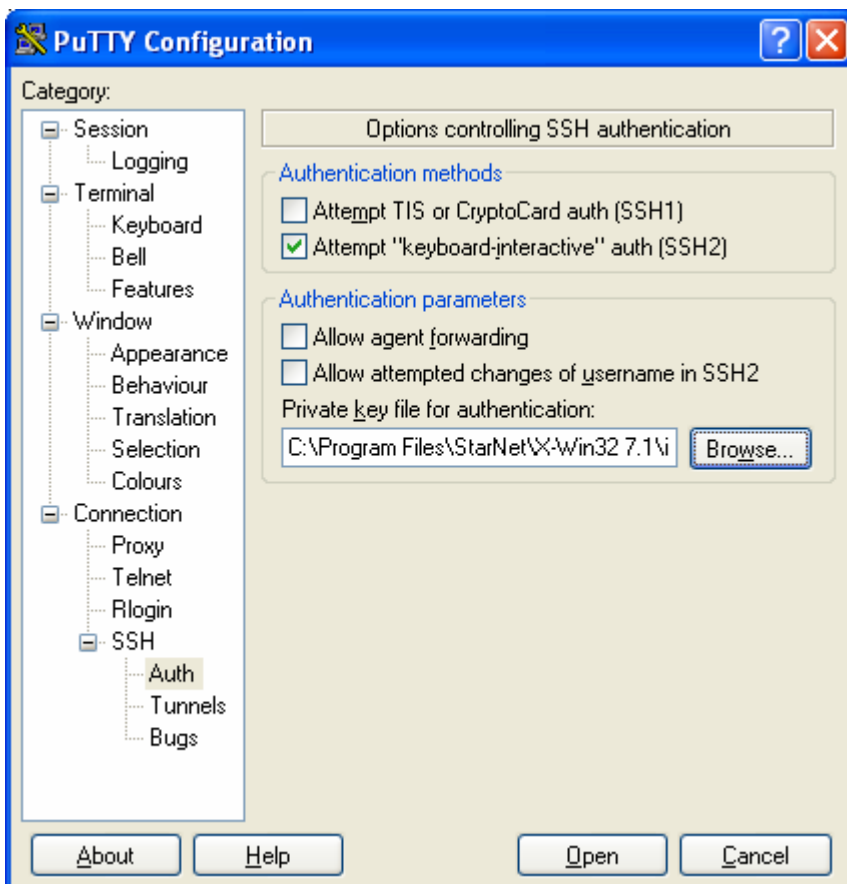 PuTTY Configuration
?
Category:
Session
Logging
Terminal
Keyboard
Bell
Features
Window
Appearance
Behaviour
Translation
Selection
Colours
Connection
Proxy
Telnet
Rlogin
SSH
Auth
Tunnels
Bugs
Options controlling SSH authentication
Authentication methods
Attempt TIS or CryptoCard auth (SSH1)
Attempt "keyboard-interactive" auth (SSH2)
Authentication parameters
Allow agent forwarding
Allow attempted changes of username in SSH2
Private key file for authentication:
C:\Program Files\StarNet\X-Win32 7.1\i
Browse...
About
Help
Open
Cancel